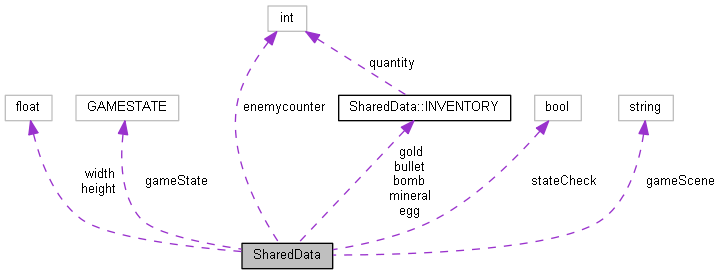 int
quantity
float
GAMESTATE
enemycounter
SharedData::INVENTORY
bool
string
width
height
gameState
gold
bullet
bomb
mineral
egg
stateCheck
gameScene
SharedData